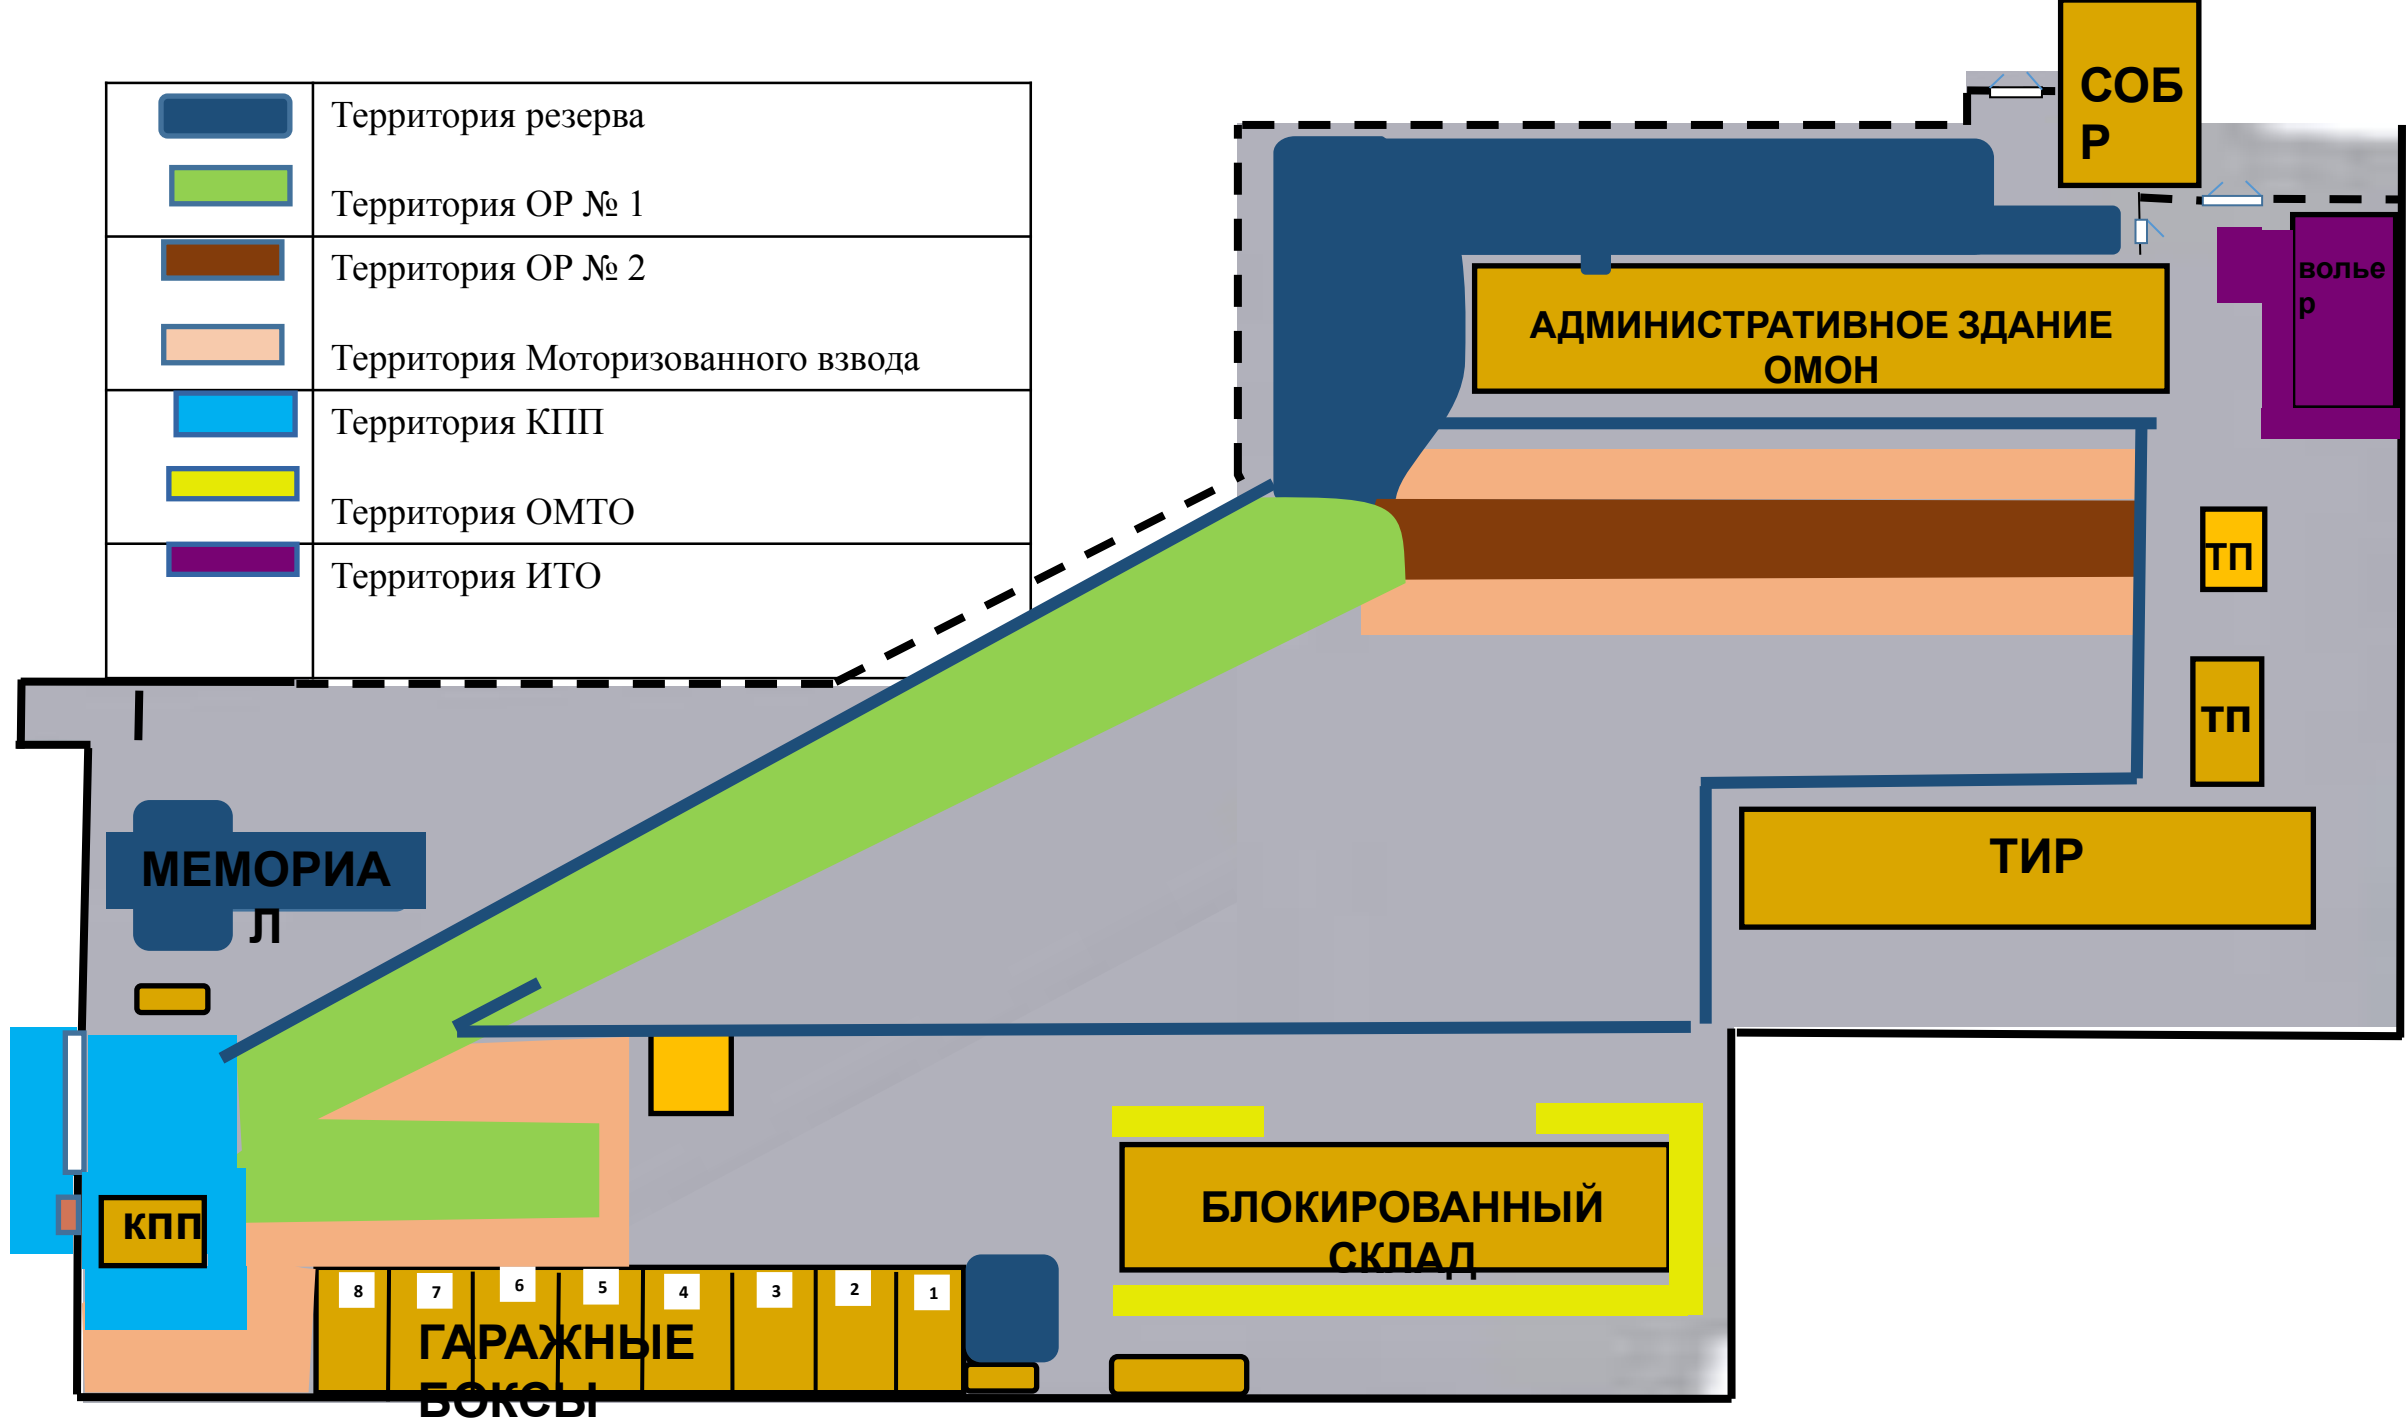 Территория резерва
Территория ОР № 1
Территория ОР № 2
Территория Моторизованного взвода
Территория КПП
Территория ОМТО
Территория ИТО
СОБ
Р
волье
р
АДМИНИСТРАТИВНОЕ ЗДАНИЕ
ОМОН
ТП
ТП
ТИР
МЕМОРИА
Л
КПП
БЛОКИРОВАННЫЙ
СКЛАД
8
7
6
5
4
3
2
1
ГАРАЖНЫЕ
БОКСЫ